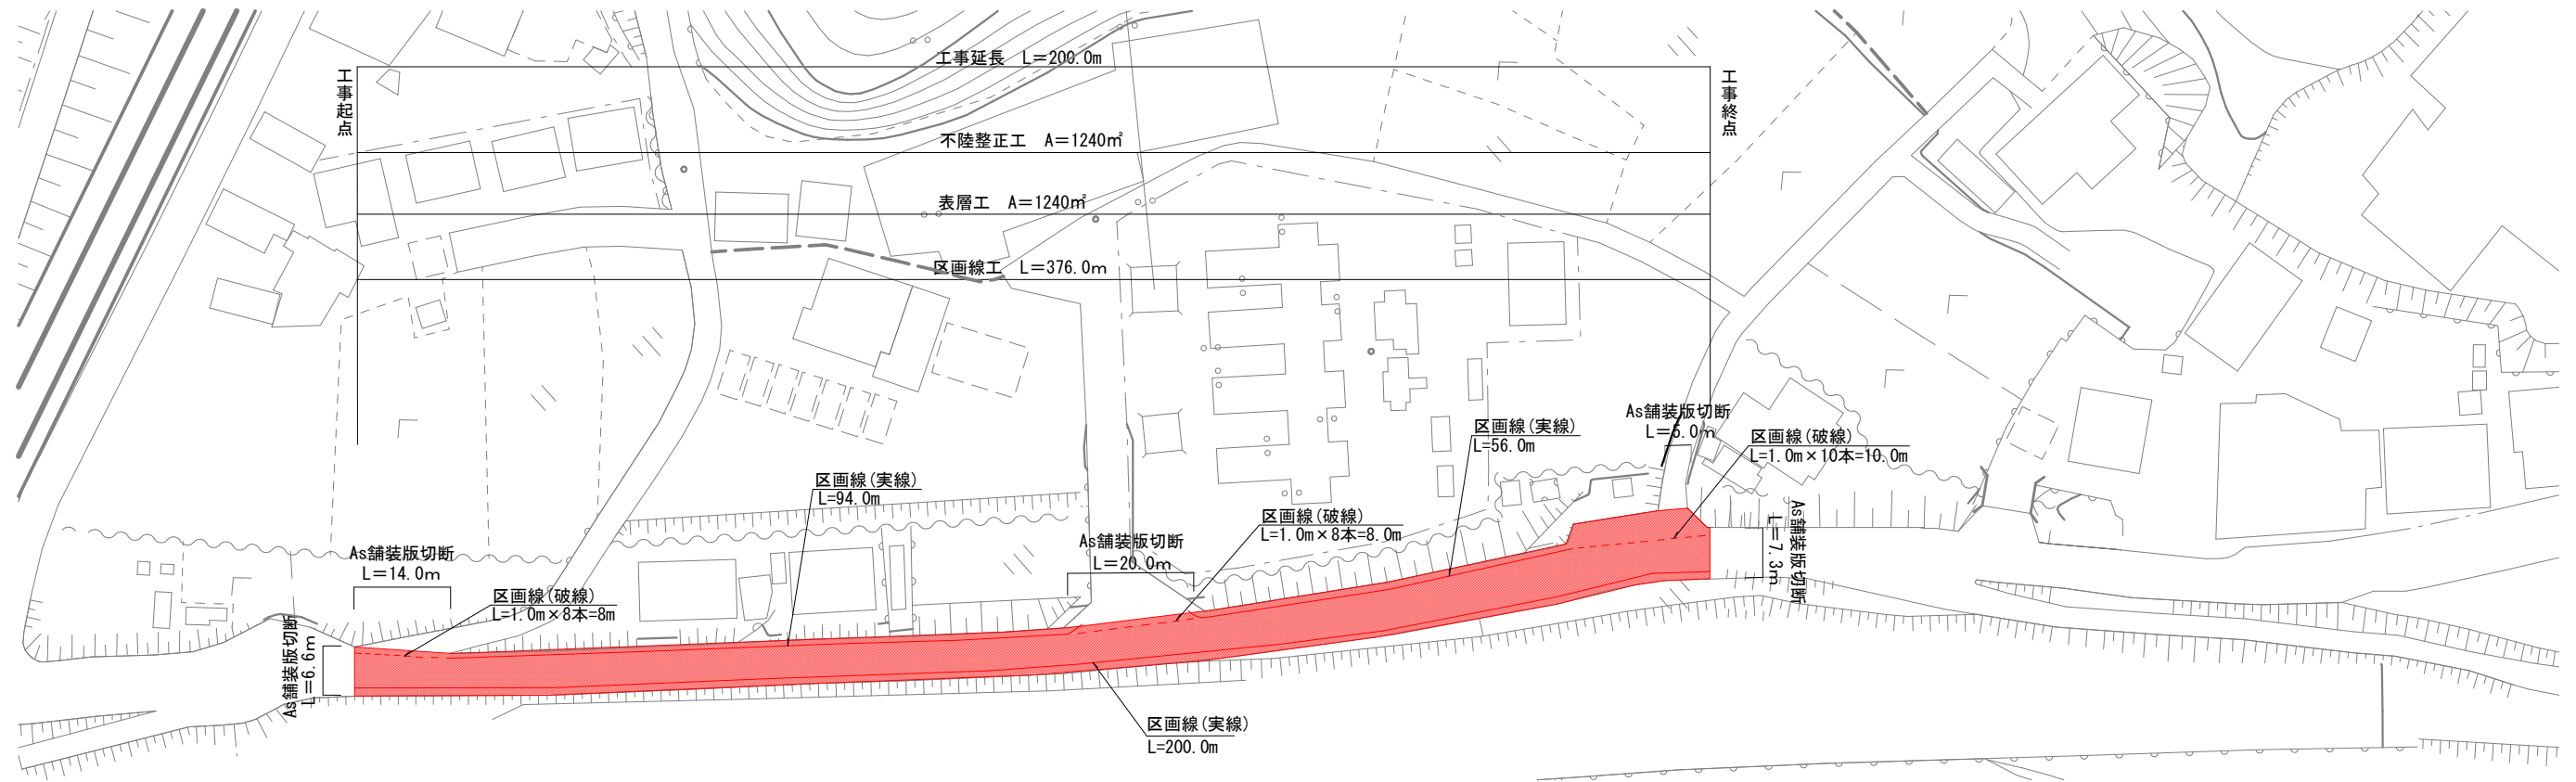 工事延長　L＝200.0m
工事起点
工事終点
不陸整正工　A＝1240㎡
表層工　A＝1240㎡
区画線工　L＝376.0m
As舗装版切断
L＝5.0m
区画線(実線)
L=56.0m
区画線(破線)
L=1.0m×10本=10.0m
区画線(実線)
L=94.0m
区画線(破線)
L=1.0m×8本=8.0m
As舗装版切断
L＝20.0m
As舗装版切断
L＝7.3m
As舗装版切断
L＝14.0m
区画線(破線)
L=1.0m×8本=8m
As舗装版切断
L＝6.6m
区画線(実線)
L=200.0m